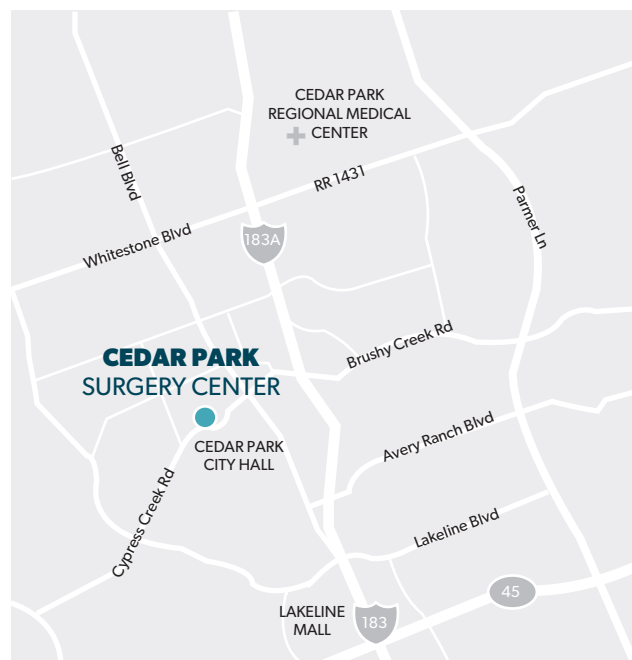 CEDAR PARK
REGIONAL MEDICAL
CENTER
Bell Blvd
RR 1431
Parmer Ln
Whitestone Blvd
183A
Brushy Creek Rd
CEDAR PARK
SURGERY CENTER
Avery Ranch Blvd
CEDAR PARK
CITY HALL
Cypress Creek Rd
Lakeline Blvd
45
LAKELINE
MALL
183